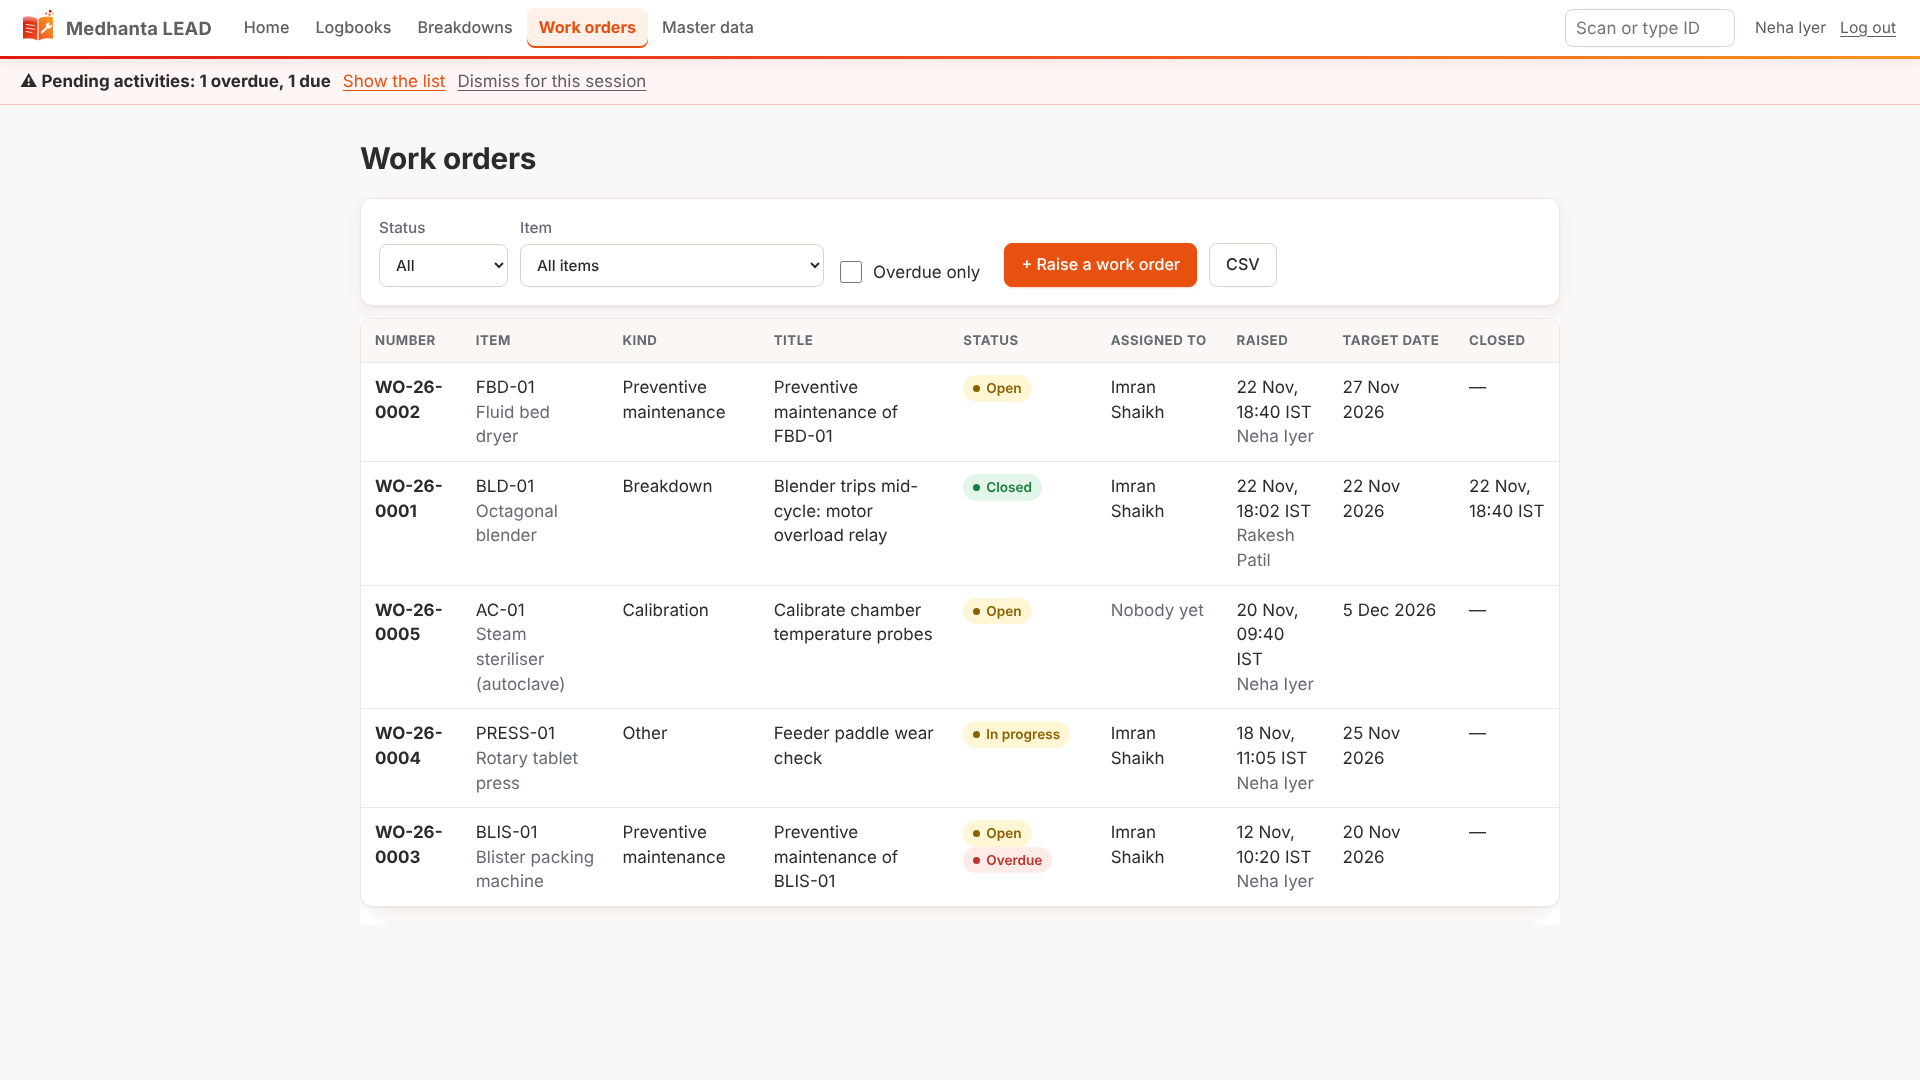 Medhanta LEAD Home Logbooks Breakdowns Work orders Master data Scan or type ID Neha Iyer Log out
⚠ Pending activities: 1 overdue, 1 due Show the list Dismiss for this session
Work orders
Status Item
All All items Overdue only + Raise a work order CSV
NUMBER ITEM KIND TITLE STATUS ASSIGNED TO RAISED TARGET DATE CLOSED
WO-26- FBD-01 Preventive Preventive Open Imran 22 Nov, 27 Nov —
0002 Fluid bed maintenance maintenance of Shaikh 18:40 IST 2026
dryer FBD-01 Neha Iyer
WO-26- BLD-01 Breakdown Blender trips mid- Closed Imran 22 Nov, 22 Nov 22 Nov,
0001 Octagonal cycle: motor Shaikh 18:02 IST 2026 18:40 IST
blender overload relay Rakesh
Patil
WO-26- AC-01 Calibration Calibrate chamber Open Nobody yet 20 Nov, 5 Dec 2026 —
0005 Steam temperature probes 09:40
steriliser IST
(autoclave) Neha Iyer
WO-26- PRESS-01 Other Feeder paddle wear In progress Imran 18 Nov, 25 Nov —
0004 Rotary tablet check Shaikh 11:05 IST 2026
press Neha Iyer
WO-26- BLIS-01 Preventive Preventive Open Imran 12 Nov, 20 Nov —
0003 Blister packing maintenance maintenance of Overdue Shaikh 10:20 IST 2026
machine BLIS-01 Neha Iyer